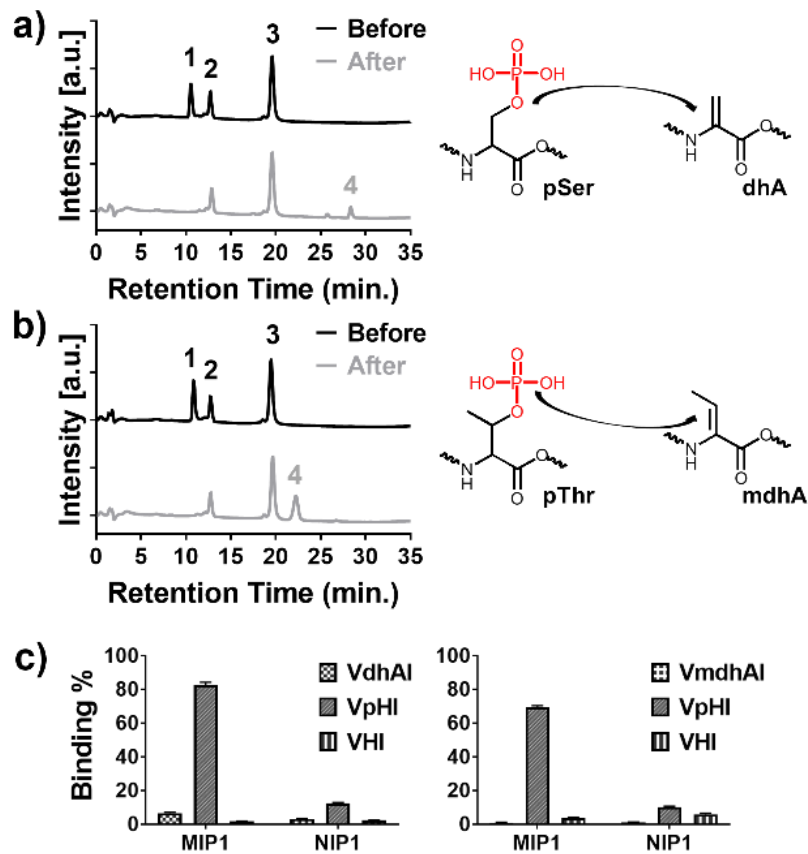 a)
Intensity [a.u.]
1
2
3
4
Before
After
0 5 10 15 20 25 30 35
Retention Time (min.)
O
HO P OH
O
N
H
O
O
pSer
N
H
O
O
dhA
b)
Intensity [a.u.]
1
2
3
4
Before
After
0 5 10 15 20 25 30 35
Retention Time (min.)
O
HO P OH
O
N
H
O
O
pThr
N
H
O
O
mdhA
c)
Binding %
100
80
60
40
20
0
VdhAI
VpHI
VHI
MIP1 NIP1
100
80
60
40
20
0
VmdhAI
VpHI
VHI
MIP1 NIP1